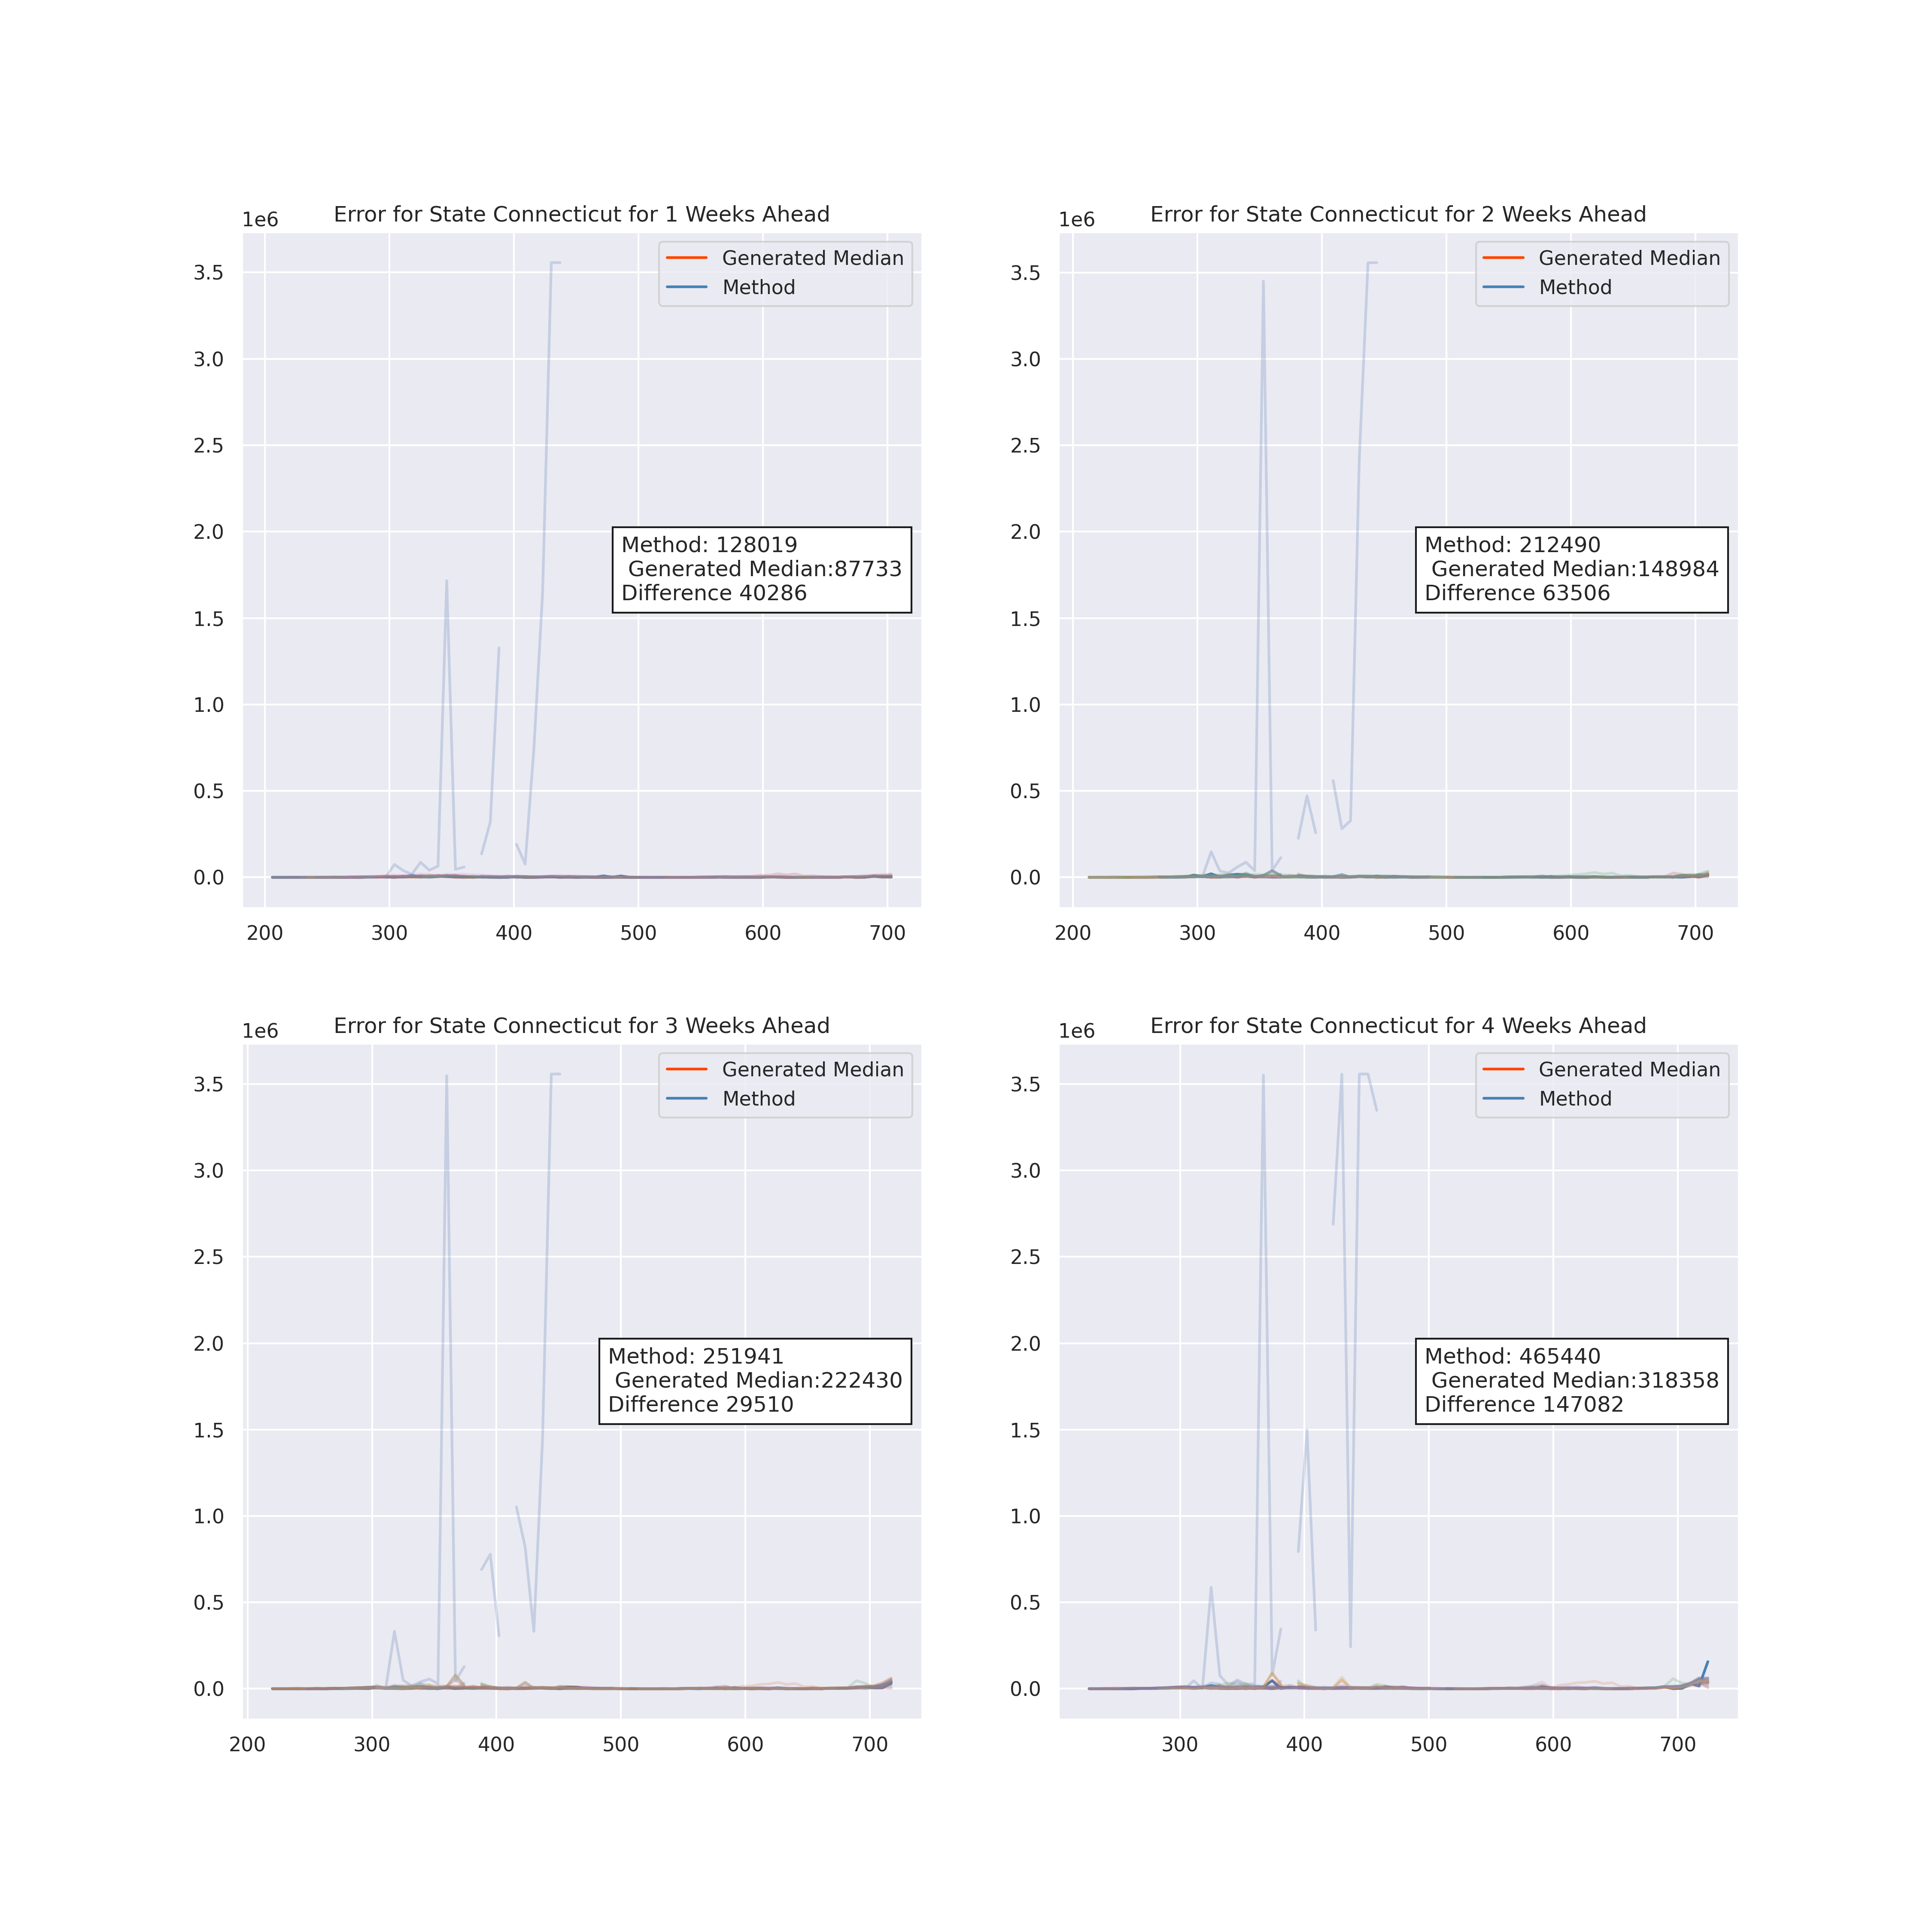 Error for State Connecticut for 1 Weeks Ahead
1e6
Generated Median
Method
3.5
3.0
2.5
2.0
1.5
1.0
0.5
0.0
Method: 128019
Generated Median:87733
Difference 40286
200 300 400 500 600 700
Error for State Connecticut for 2 Weeks Ahead
1e6
Generated Median
Method
3.5
3.0
2.5
2.0
1.5
1.0
0.5
0.0
Method: 212490
Generated Median:148984
Difference 63506
200 300 400 500 600 700
Error for State Connecticut for 3 Weeks Ahead
1e6
Generated Median
Method
3.5
3.0
2.5
2.0
1.5
1.0
0.5
0.0
Method: 251941
Generated Median:222430
Difference 29510
200 300 400 500 600 700
Error for State Connecticut for 4 Weeks Ahead
1e6
Generated Median
Method
3.5
3.0
2.5
2.0
1.5
1.0
0.5
0.0
Method: 465440
Generated Median:318358
Difference 147082
300 400 500 600 700